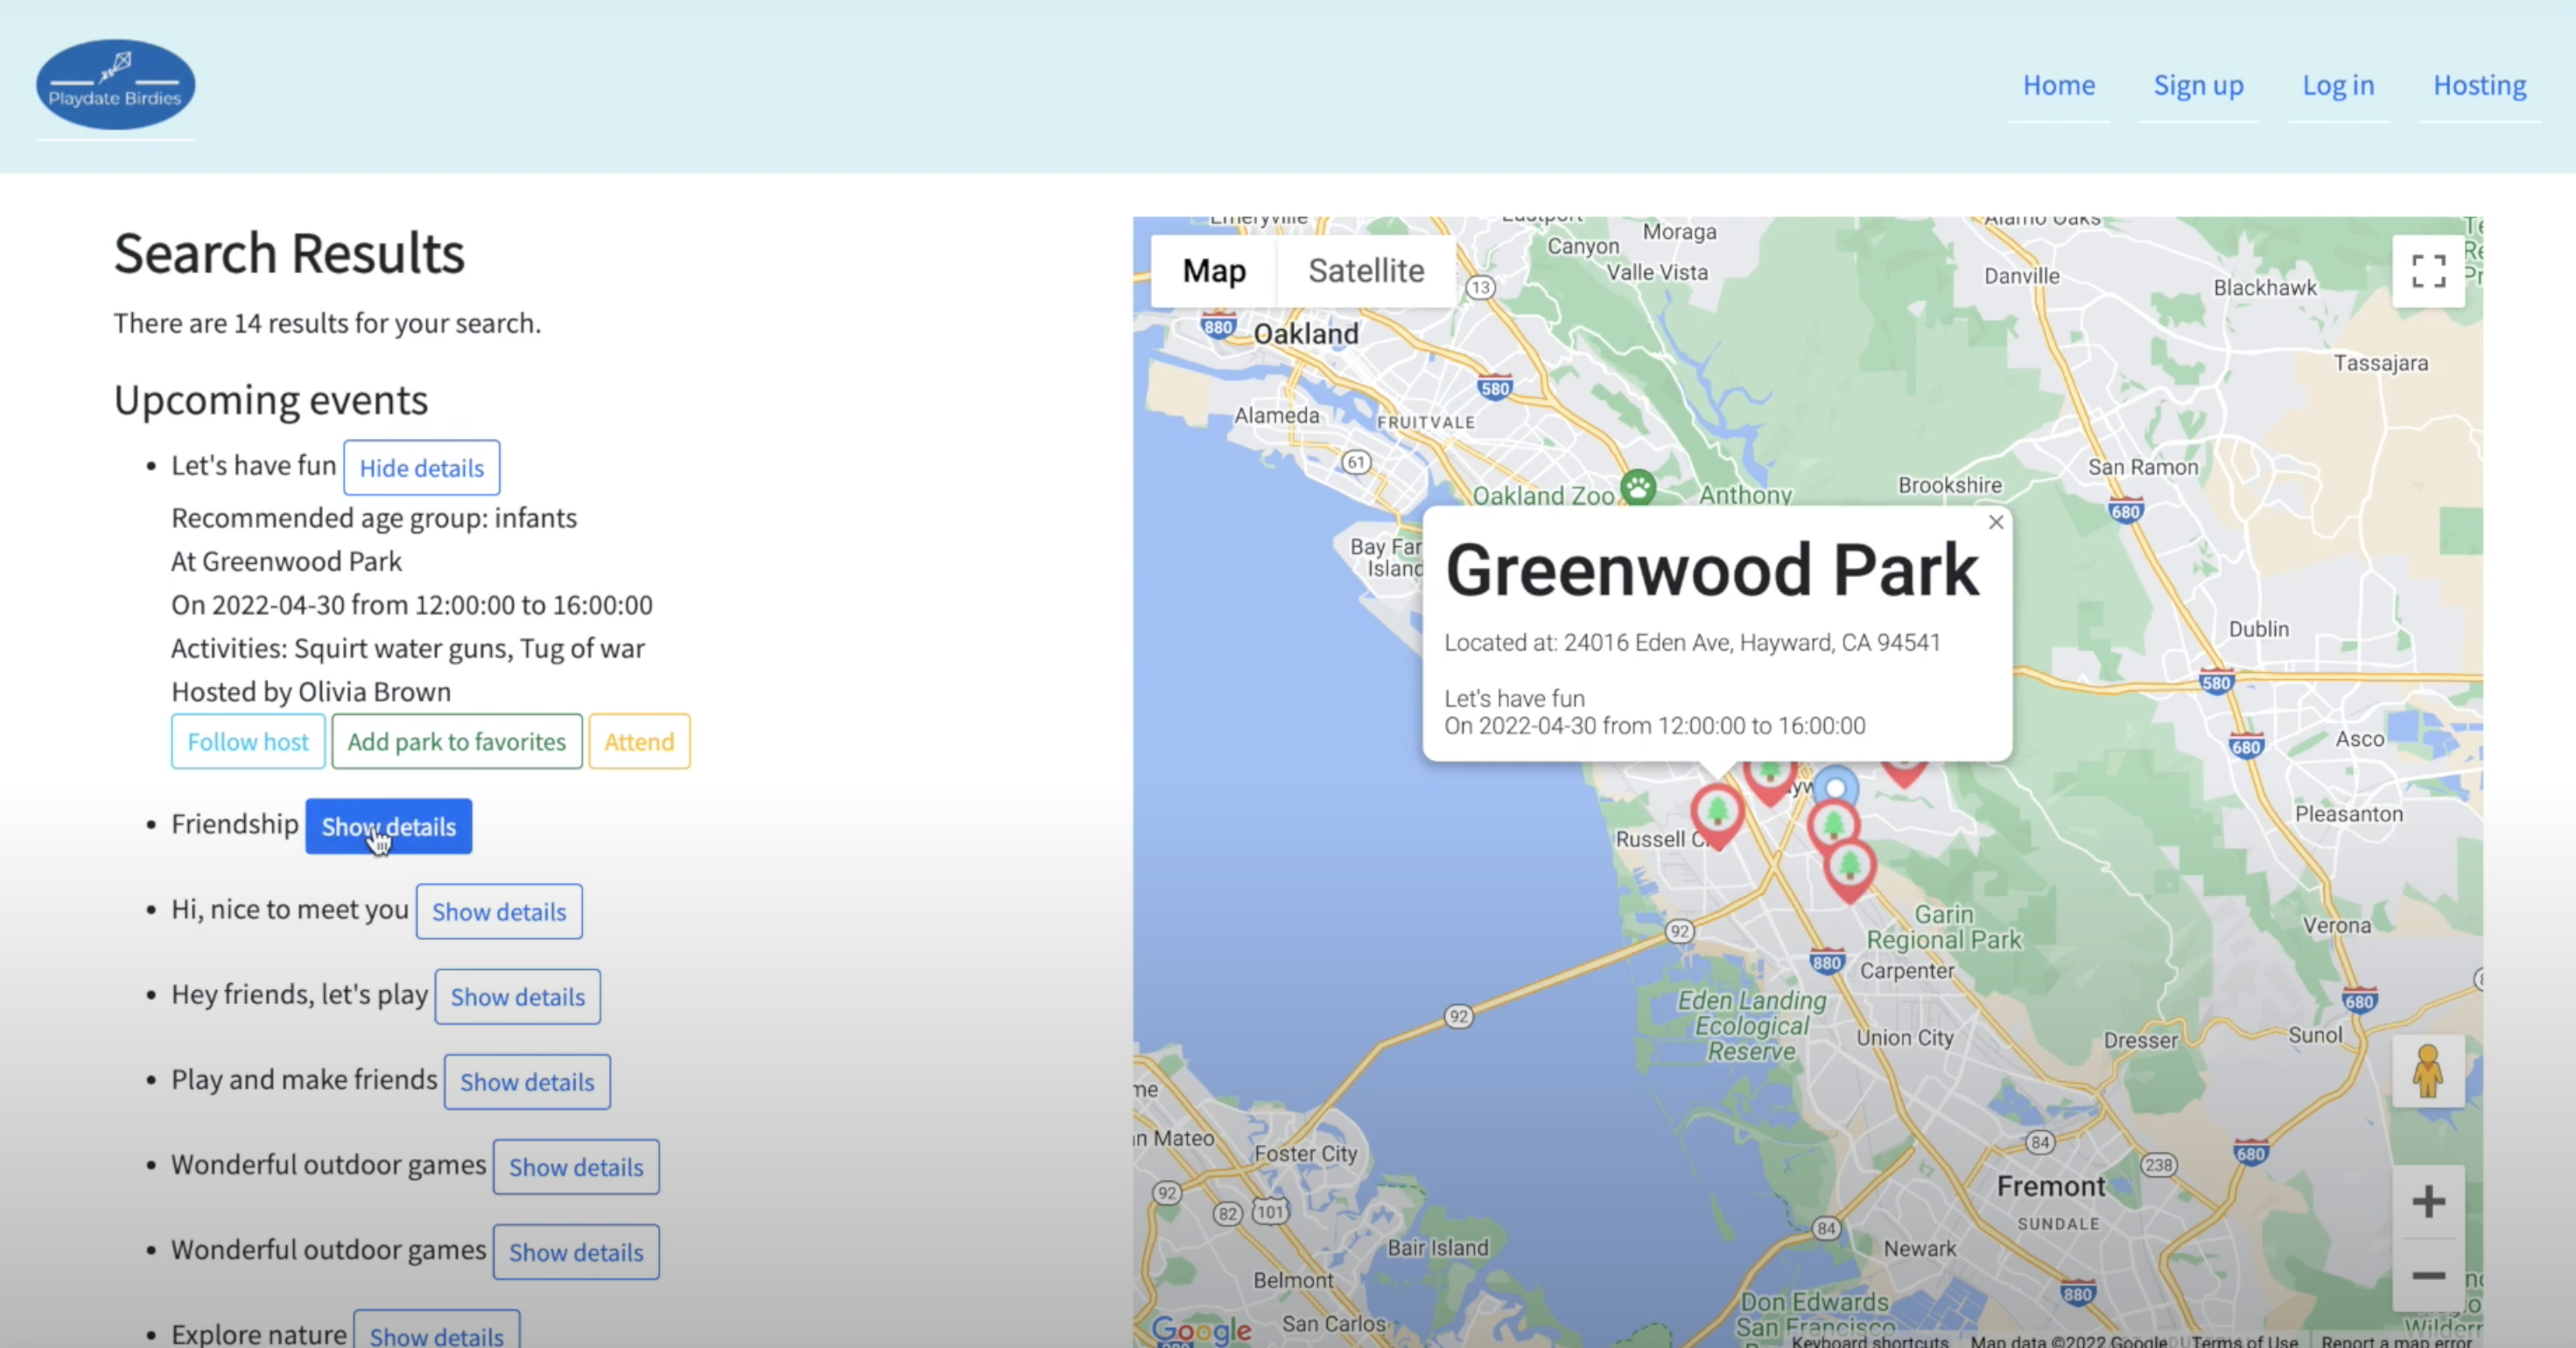 Playdate Birdies
Home
Sign up
Log in
Hosting
Search Results
There are 14 results for your search.
Upcoming events
Let's have fun
Hide details
Recommended age group: infants
At Greenwood Park
On 2022-04-30 from 12:00:00 to 16:00:00
Activities: Squirt water guns, Tug of war
Hosted by Olivia Brown
Follow host
Add park to favorites
Attend
Friendship
Show details
Hi, nice to meet you
Show details
Hey friends, let's play
Show details
Play and make friends
Show details
Wonderful outdoor games
Show details
Wonderful outdoor games
Show details
Explore nature
Show details
Emeryville
Canyon
Moraga
Alamo Oaks
Map
Satellite
13
Valle Vista
Danville
Blackhawk
880
Oakland
Tassajara
580
Alameda
FRUITVALE
61
San Ramon
Oakland Zoo
Anthony
Brookshire
680
Bay Far
Island
Greenwood Park
Located at: 24016 Eden Ave, Hayward, CA 94541
Let's have fun
On 2022-04-30 from 12:00:00 to 16:00:00
Dublin
580
680
Asco
Pleasanton
Russell C
Garin
Regional Park
Verona
92
880
Carpenter
680
92
Eden Landing
Ecological
Reserve
Union City
Dresser
Sunol
me
n Mateo
Foster City
84
238
680
92
82
101
Fremont
SUNDALE
84
Bair Island
Newark
Belmont
880
Don Edwards
San Francisco
San Carlos
Google
Keyboard shortcuts
Map data ©2022 Google
Terms of Use
Report a map error